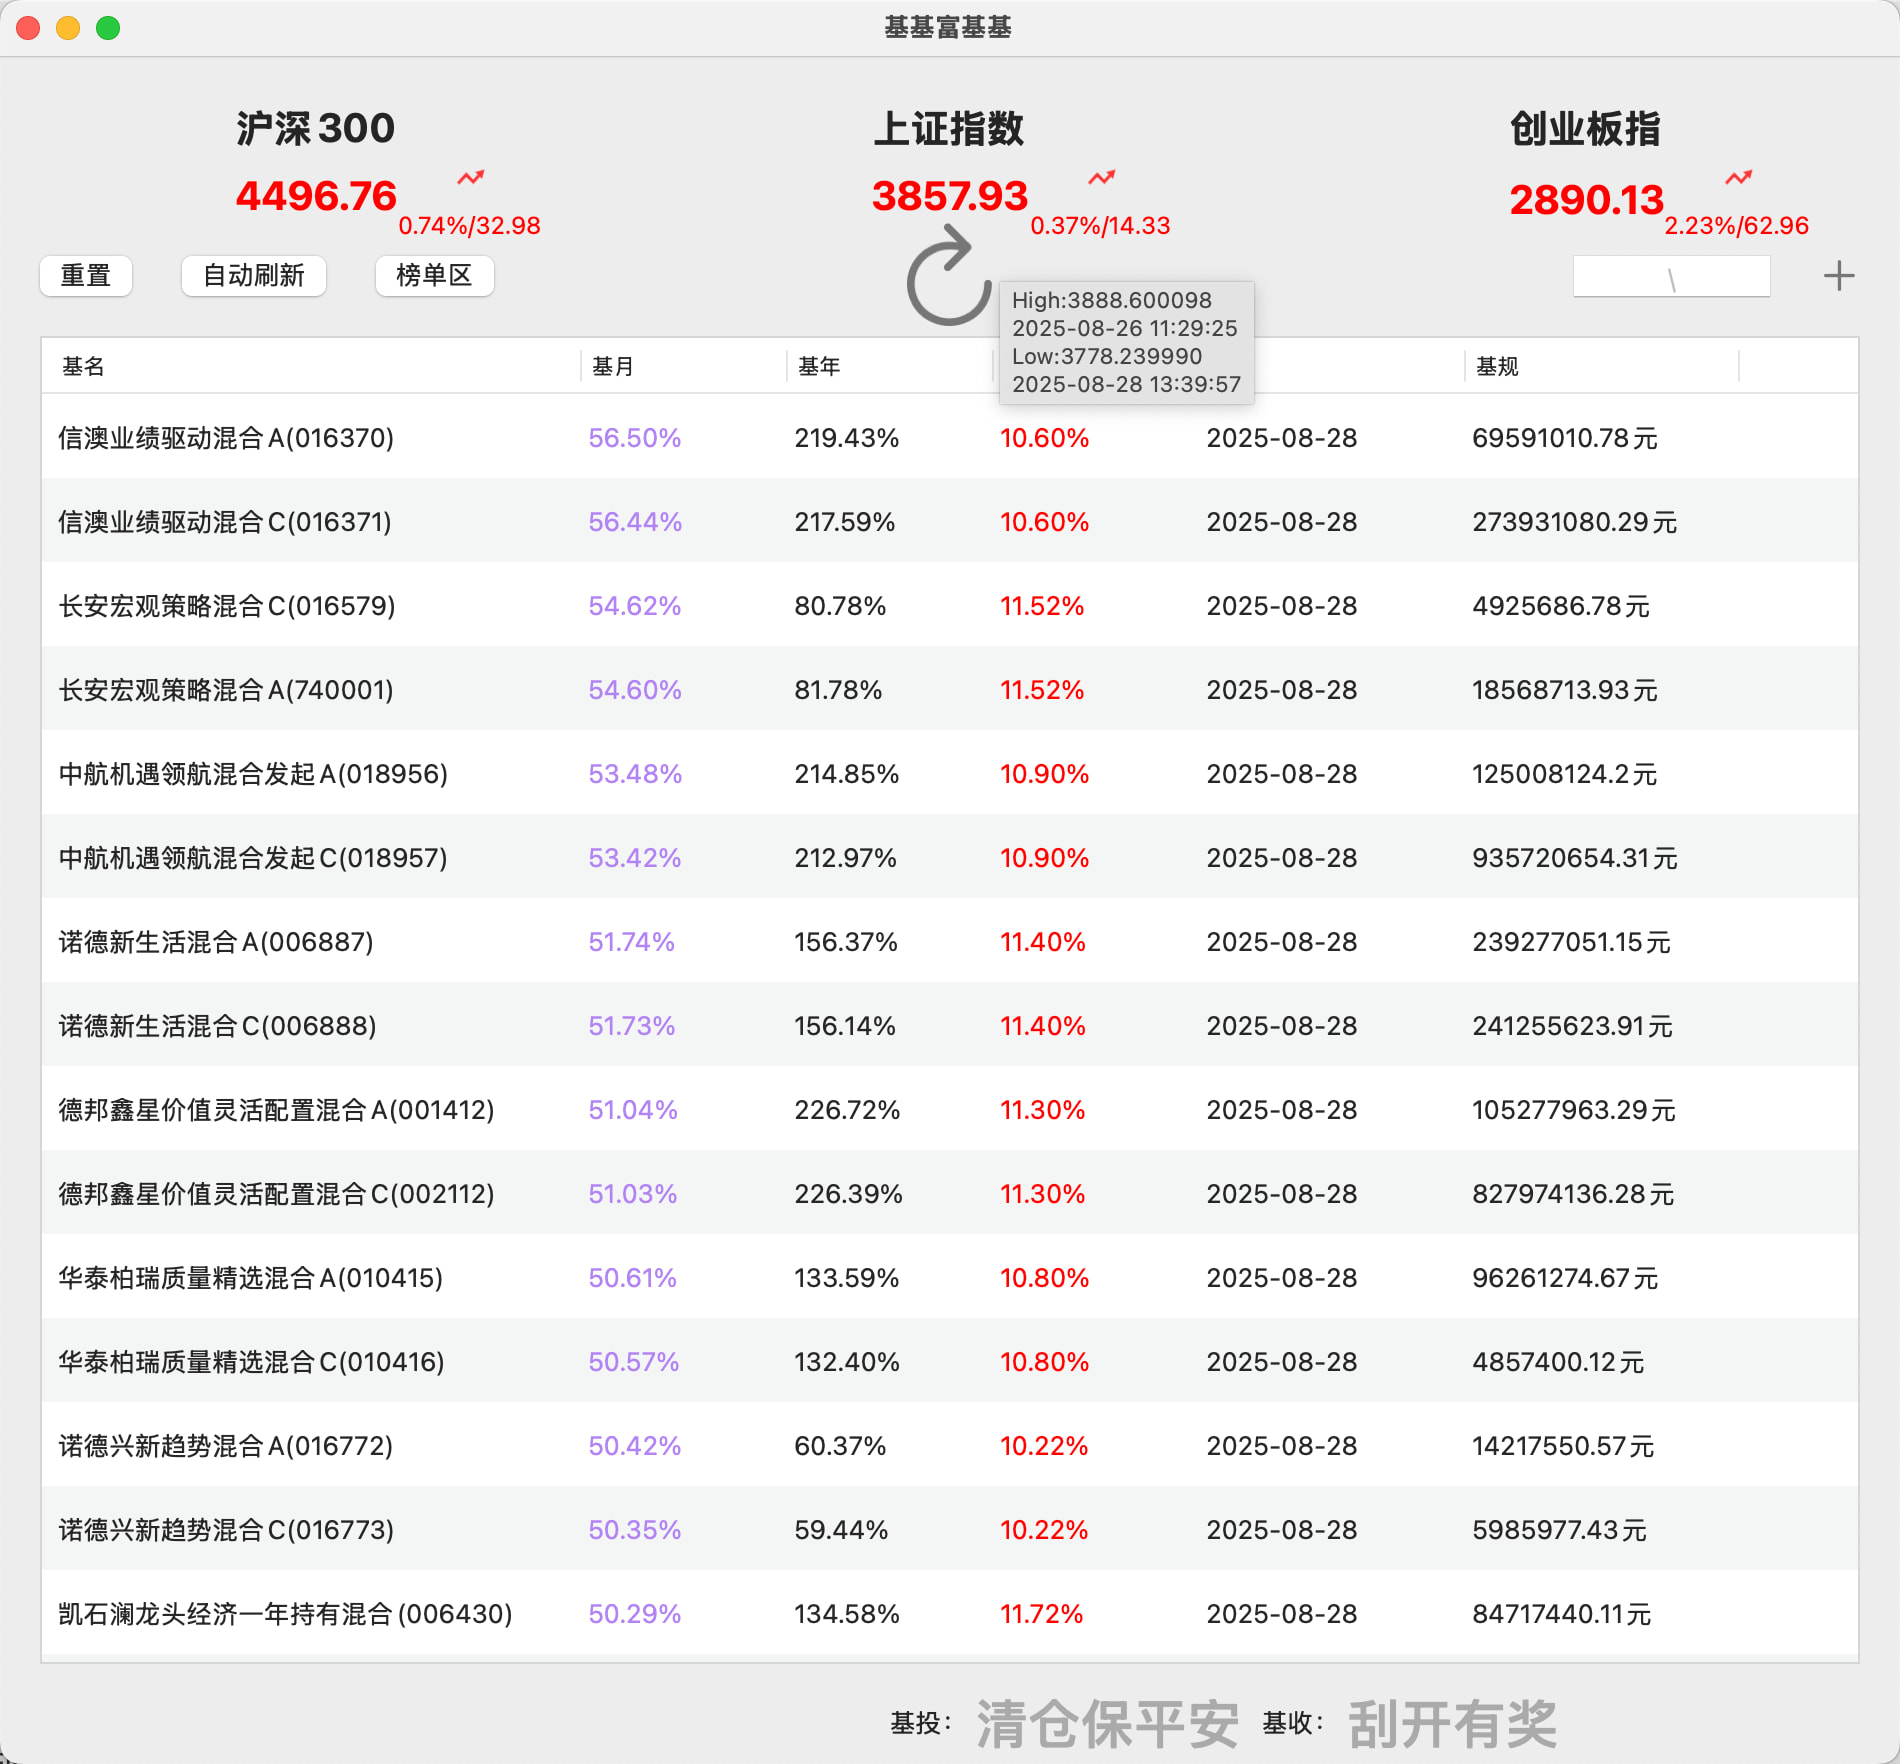 基基富基基
沪深300
4496.76
0.74%/32.98
上证指数
3857.93
0.37%/14.33
创业板指
2890.13
2.23%/62.96
重置 自动刷新 榜单区 \ +
High:3888.600098
2025-08-26 11:29:25
Low:3778.239990
2025-08-28 13:39:57
基名 基月 基年 基规
信澳业绩驱动混合A(016370) 56.50% 219.43% 10.60% 2025-08-28 69591010.78元
信澳业绩驱动混合C(016371) 56.44% 217.59% 10.60% 2025-08-28 273931080.29元
长安宏观策略混合C(016579) 54.62% 80.78% 11.52% 2025-08-28 4925686.78元
长安宏观策略混合A(740001) 54.60% 81.78% 11.52% 2025-08-28 18568713.93元
中航机遇领航混合发起A(018956) 53.48% 214.85% 10.90% 2025-08-28 125008124.2元
中航机遇领航混合发起C(018957) 53.42% 212.97% 10.90% 2025-08-28 935720654.31元
诺德新生活混合A(006887) 51.74% 156.37% 11.40% 2025-08-28 239277051.15元
诺德新生活混合C(006888) 51.73% 156.14% 11.40% 2025-08-28 241255623.91元
德邦鑫星价值灵活配置混合A(001412) 51.04% 226.72% 11.30% 2025-08-28 105277963.29元
德邦鑫星价值灵活配置混合C(002112) 51.03% 226.39% 11.30% 2025-08-28 827974136.28元
华泰柏瑞质量精选混合A(010415) 50.61% 133.59% 10.80% 2025-08-28 96261274.67元
华泰柏瑞质量精选混合C(010416) 50.57% 132.40% 10.80% 2025-08-28 4857400.12元
诺德兴新趋势混合A(016772) 50.42% 60.37% 10.22% 2025-08-28 14217550.57元
诺德兴新趋势混合C(016773) 50.35% 59.44% 10.22% 2025-08-28 5985977.43元
凯石澜龙头经济一年持有混合(006430) 50.29% 134.58% 11.72% 2025-08-28 84717440.11元
基投： 清仓保平安 基收： 刮开有奖